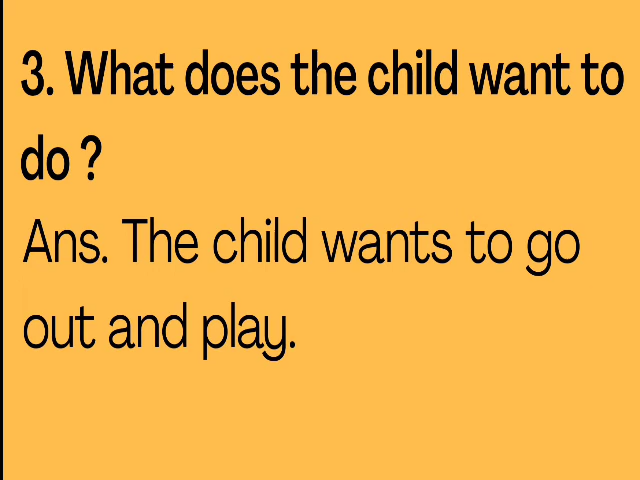 3. What does the child want to
do ?
Ans. The child wants to go
out and play.